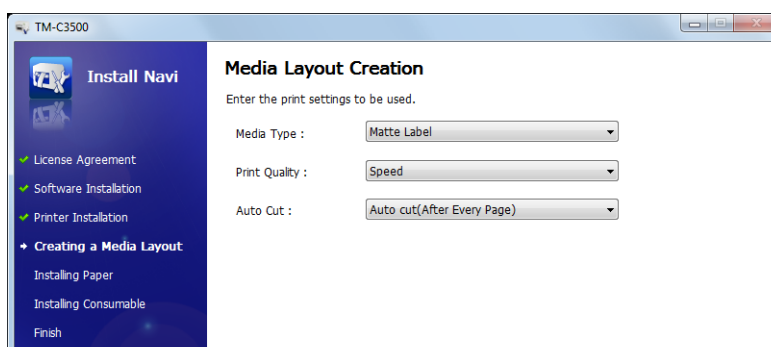 TM-C3500
Install Navi
License Agreement
Software Installation
Printer Installation
Creating a Media Layout
Installing Paper
Installing Consumable
Finish
Media Layout Creation
Enter the print settings to be used.
Media Type : Matte Label
Print Quality : Speed
Auto Cut : Auto cut(After Every Page)